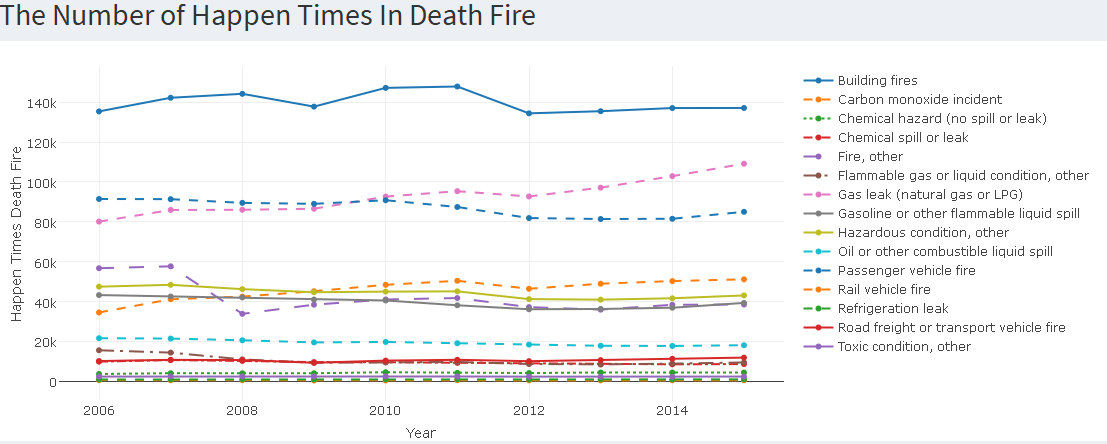 The Number of Happen Times In Death Fire
140k
120k
100k
80k
60k
40k
20k
0
Happen Times Death Fire
2006
2008
2010
2012
2014
Year
Building fires
Carbon monoxide incident
Chemical hazard (no spill or leak)
Chemical spill or leak
Fire, other
Flammable gas or liquid condition, other
Gas leak (natural gas or LPG)
Gasoline or other flammable liquid spill
Hazardous condition, other
Oil or other combustible liquid spill
Passenger vehicle fire
Rail vehicle fire
Refrigeration leak
Road freight or transport vehicle fire
Toxic condition, other